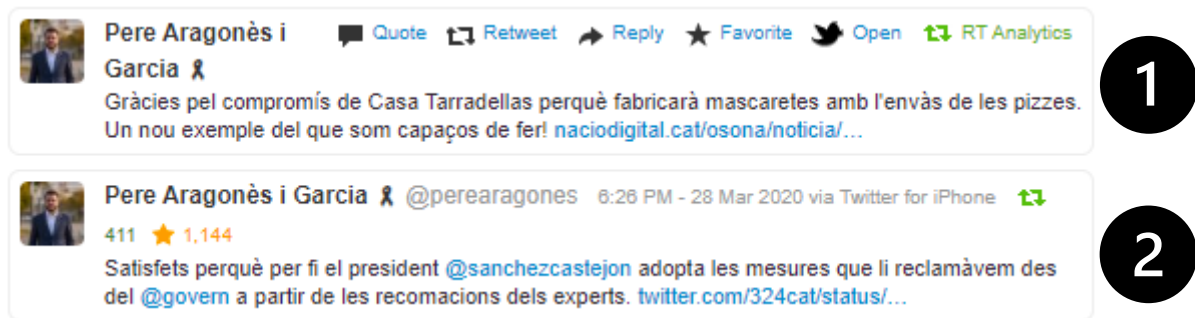 Pere Aragonès i Quote Retweet Reply Favorite Open RT Analytics
Garcia
Gràcies pel compromís de Casa Tarradellas perquè fabricarà mascaretes amb l'envàs de les pizzes.
Un nou exemple del que som capaços de fer! naciodigital.cat/osona/noticia/…
1
Pere Aragonès i Garcia @perearagones 6:26 PM - 28 Mar 2020 via Twitter for iPhone
411 1,144
Satisfets perquè per fi el president @sanchezcastejon adopta les mesures que li reclamàvem des
del @govern a partir de les recomacions dels experts. twitter.com/324cat/status/…
2